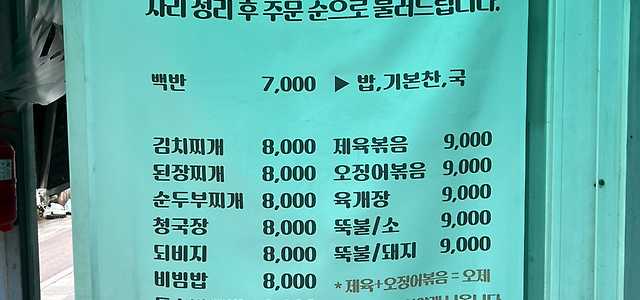 자리 정리 후 주문 순으로 불러드립니다.
백반 7,000 ▶ 밥,기본찬,국
김치찌개 8,000 제육볶음 9,000
된장찌개 8,000 오징어볶음 9,000
순두부찌개 8,000 육개장 9,000
청국장 8,000 뚝불/소 9,000
되비지 8,000 뚝불/돼지 9,000
비빔밥 8,000 *제육+오징어볶음=오제
8,000